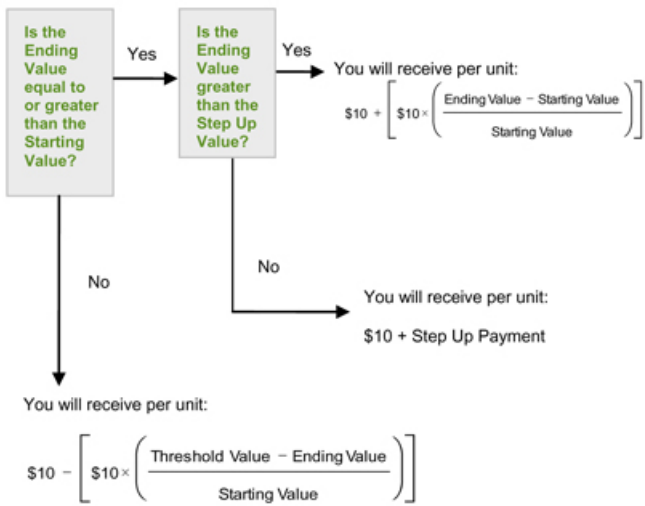 Is the
Ending
Value
equal to
or greater
than the
Starting
Value?
Yes
Is the
Ending
Value
greater
than the
Step Up
Value?
Yes
You will receive per unit:
$10 + [ $10 × ( Ending Value − Starting Value
Starting Value ) ]
No
No
You will receive per unit:
$10 + Step Up Payment
You will receive per unit:
$10 − [ $10 × ( Threshold Value − Ending Value
Starting Value ) ]